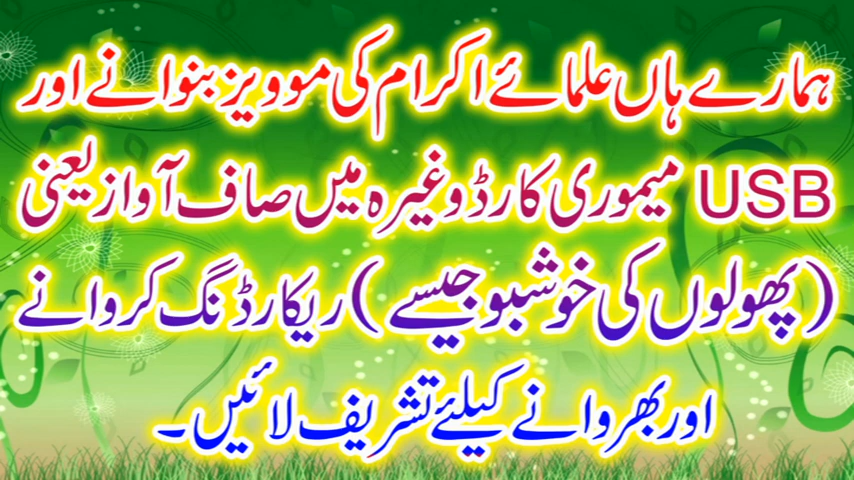 ہمارے ہاں علمائے اکرام کی موویز بنوانے اور
USB میموری کارڈ وغیرہ میں صاف آواز یعنی
(پھولوں کی خوشبو جیسے) ریکارڈنگ کروانے
اور بھروانے کیلئے تشریف لائیں۔